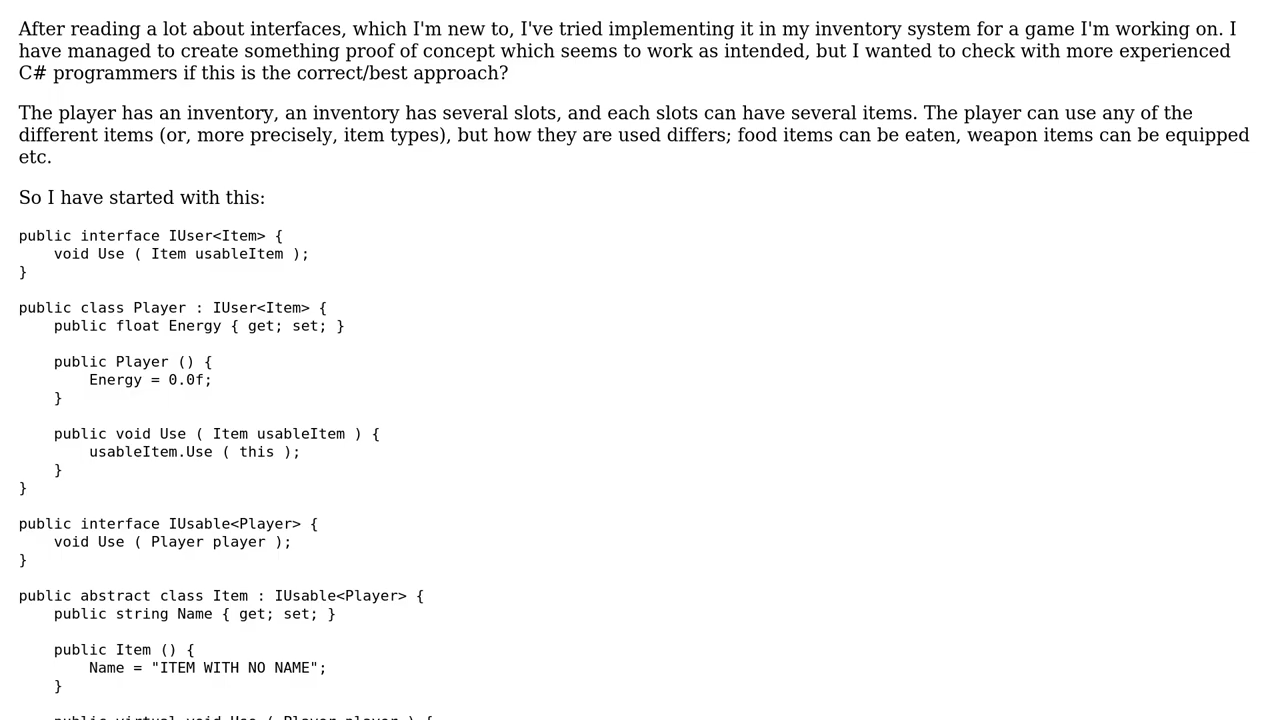 After reading a lot about interfaces, which I'm new to, I've tried implementing it in my inventory system for a game I'm working on. I
have managed to create something proof of concept which seems to work as intended, but I wanted to check with more experienced
C# programmers if this is the correct/best approach?
The player has an inventory, an inventory has several slots, and each slots can have several items. The player can use any of the
different items (or, more precisely, item types), but how they are used differs; food items can be eaten, weapon items can be equipped
etc.
So I have started with this:
public interface IUser<Item> {
    void Use ( Item usableItem );
}
public class Player : IUser<Item> {
    public float Energy { get; set; }
    public Player () {
        Energy = 0.0f;
    }
    public void Use ( Item usableItem ) {
        usableItem.Use ( this );
    }
}
public interface IUsable<Player> {
    void Use ( Player player );
}
public abstract class Item : IUsable<Player> {
    public string Name { get; set; }
    public Item () {
        Name = "ITEM WITH NO NAME";
    }
    public virtual void Use ( Player player ) {